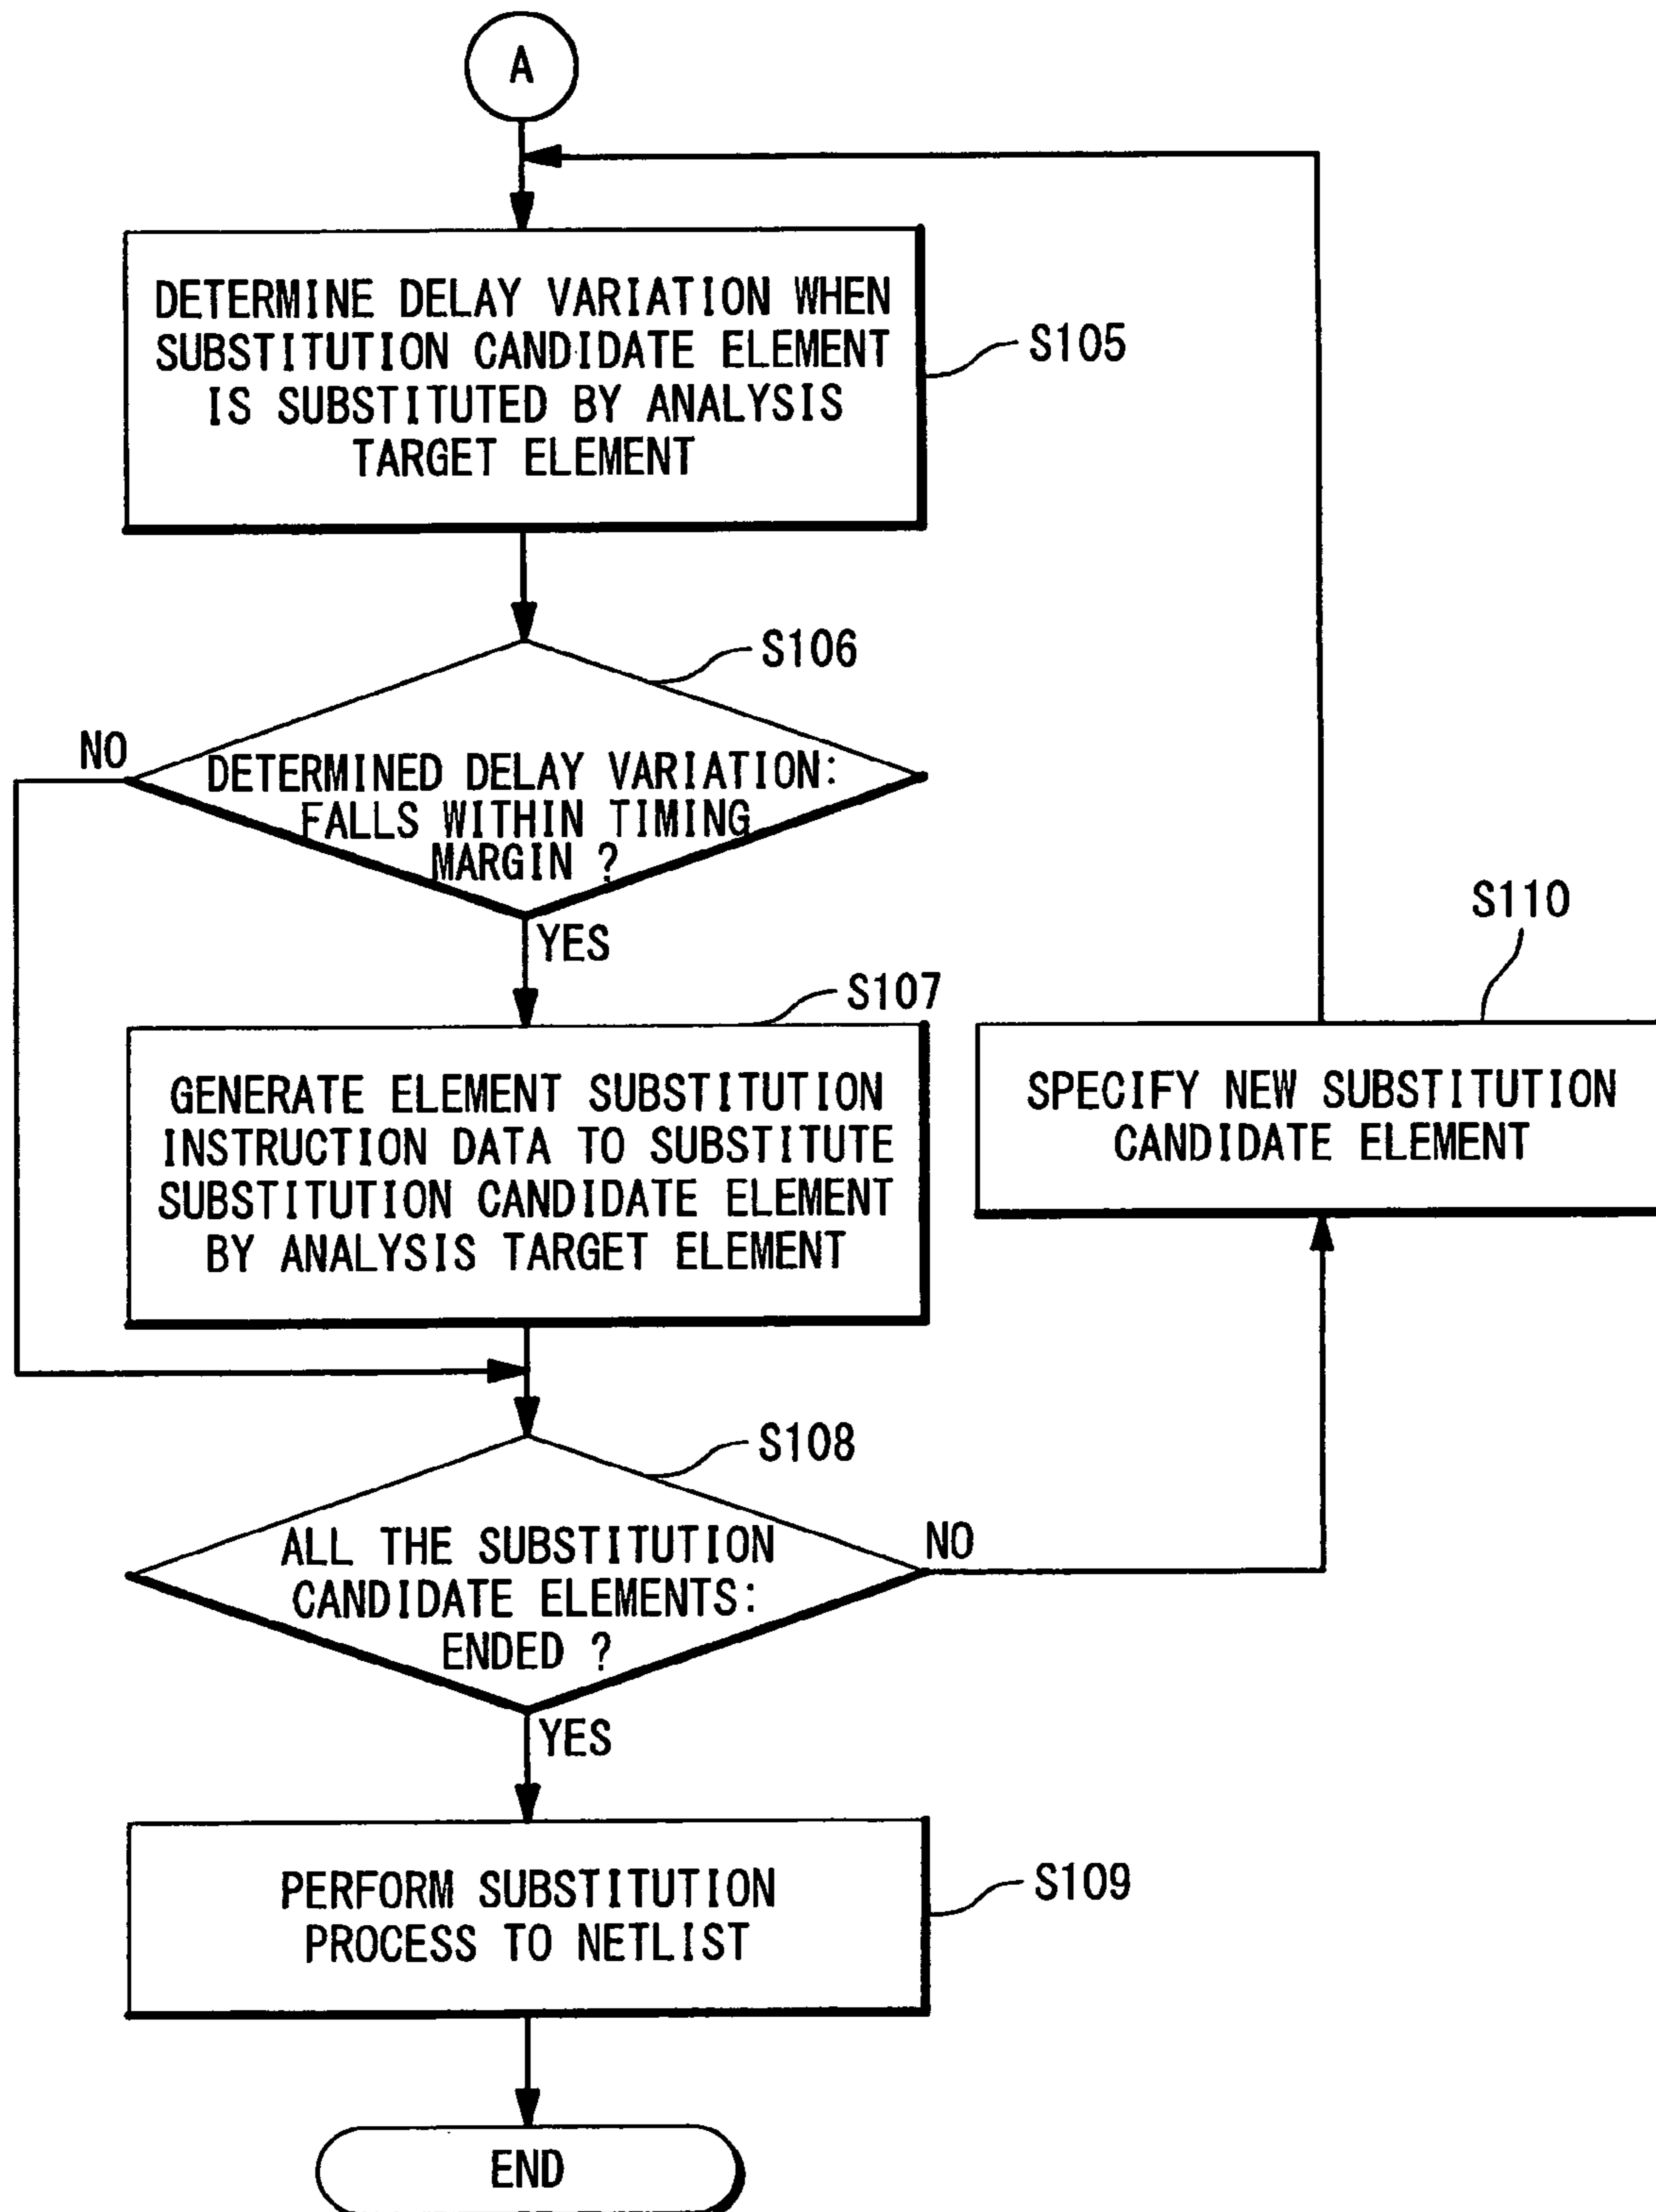 A
DETERMINE DELAY VARIATION WHEN
SUBSTITUTION CANDIDATE ELEMENT
IS SUBSTITUTED BY ANALYSIS
TARGET ELEMENT
S105
S106
NO
DETERMINED DELAY VARIATION:
FALLS WITHIN TIMING
MARGIN ?
YES
S107
GENERATE ELEMENT SUBSTITUTION
INSTRUCTION DATA TO SUBSTITUTE
SUBSTITUTION CANDIDATE ELEMENT
BY ANALYSIS TARGET ELEMENT
S110
SPECIFY NEW SUBSTITUTION
CANDIDATE ELEMENT
S108
ALL THE SUBSTITUTION
CANDIDATE ELEMENTS:
ENDED ?
NO
YES
PERFORM SUBSTITUTION
PROCESS TO NETLIST
S109
END